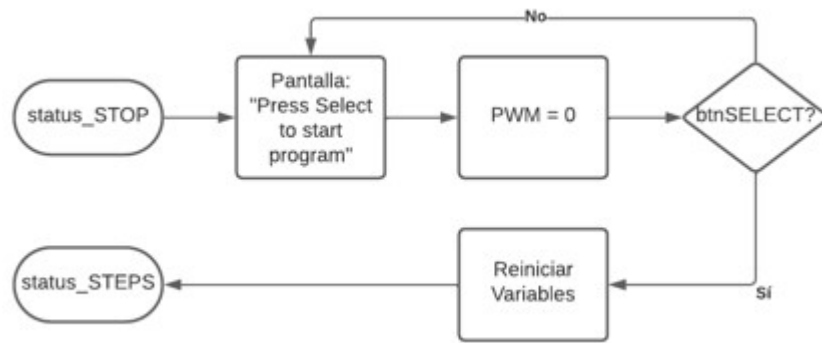 No
status_STOP
Pantalla:
"Press Select
to start
program"
PWM = 0
btnSELECT?
status_STEPS
Reiniciar
Variables
Sí